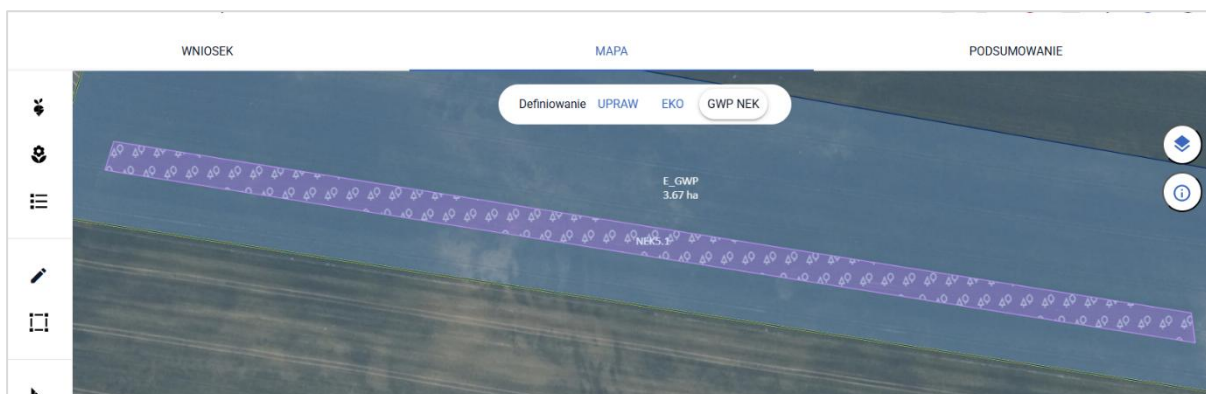 WNIOSEK MAPA PODSUMOWANIE
Definiowanie UPRAW EKO GWP NEK
E_GWP
3.67 ha
NEK5.1